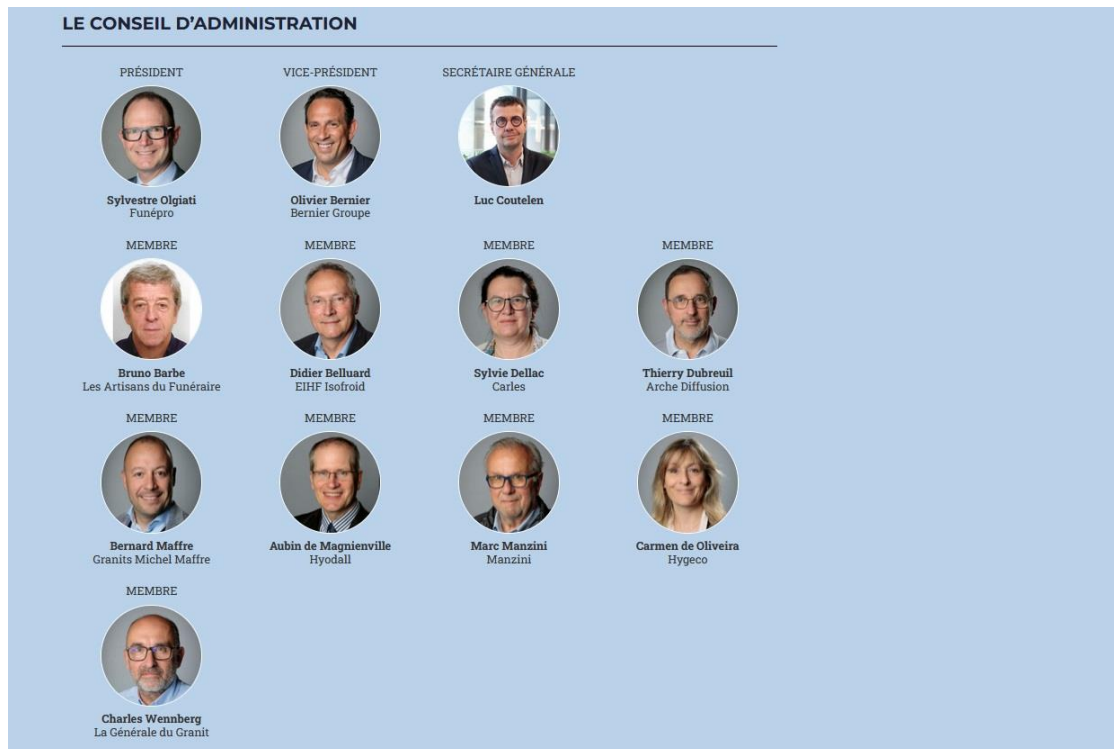 LE CONSEIL D’ADMINISTRATION
PRÉSIDENT
Sylvestre Olgiati
Funépro
VICE-PRÉSIDENT
Olivier Bernier
Bernier Groupe
SECRÉTAIRE GÉNÉRALE
Luc Coutelen
MEMBRE
Bruno Barbe
Les Artisans du Funéraire
MEMBRE
Didier Belluard
EIHF Isofroid
MEMBRE
Sylvie Dellac
Carles
MEMBRE
Thierry Dubreuil
Arche Diffusion
MEMBRE
Bernard Maffre
Granits Michel Maffre
MEMBRE
Aubin de Magnienville
Hyodall
MEMBRE
Marc Manzini
Manzini
MEMBRE
Carmen de Oliveira
Hygeco
MEMBRE
Charles Wennberg
La Générale du Granit